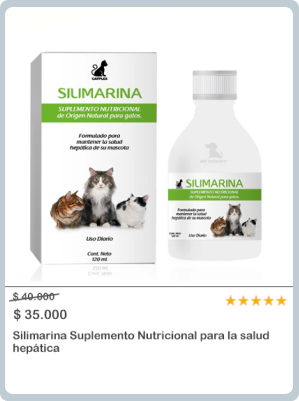 CATPLUS
SILIMARINA
SUPLEMENTO NUTRICIONAL
de Origen Natural para gatos.
Formulado para
mantener la salud
hepática de su mascota
Uso Diario
Cont. Neto
120 ml
SILIMARINA
SUPLEMENTO NUTRICIONAL
de Origen Natural para gatos.
Formulado para
mantener la salud
hepática de su mascota
Uso Diario
$ 40.000
$ 35.000
Silimarina Suplemento Nutricional para la salud
hepática